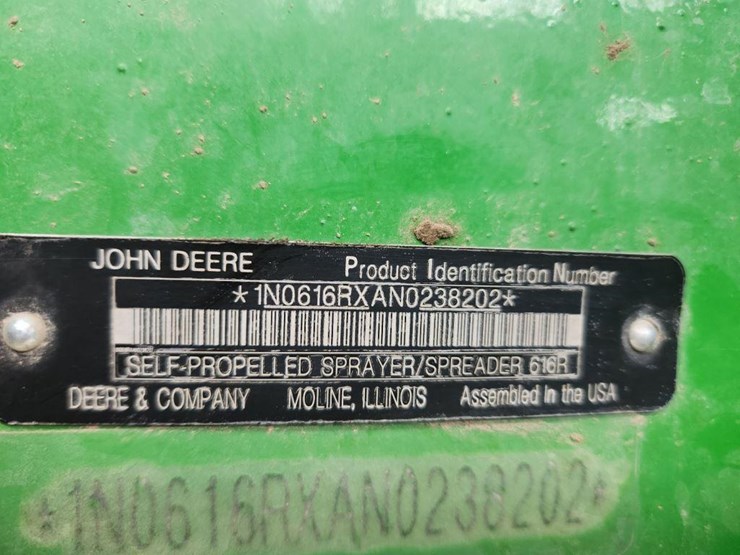 JOHN DEERE Product Identification Number
*1N0616RXAN0238202*
SELF-PROPELLED SPRAYER/SPREADER 616R
DEERE & COMPANY MOLINE, ILLINOIS Assembled in the USA
*1N0616RXAN0238202*